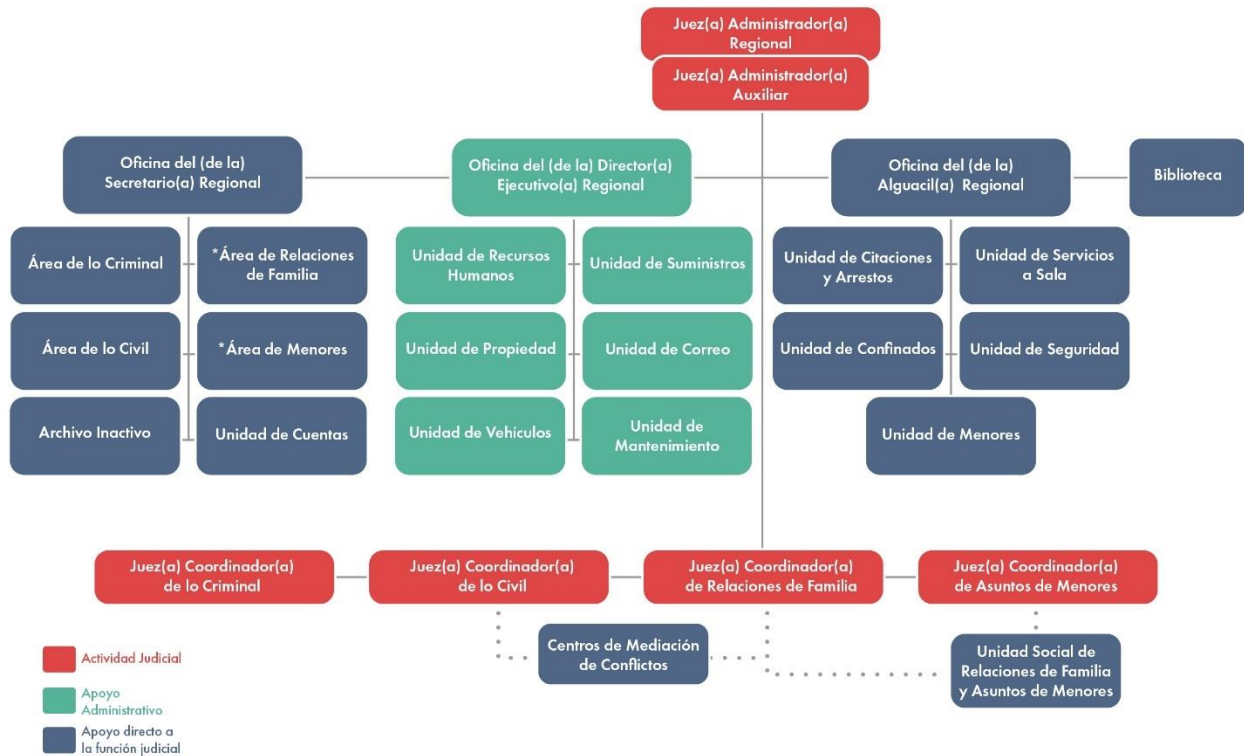 Juez(a) Administrador(a)
Regional
Juez(a) Administrador(a)
Auxiliar
Oficina del (de la)
Secretario(a) Regional
Oficina del (de la) Director(a)
Ejecutivo(a) Regional
Oficina del (de la)
Alguacil(a) Regional
Biblioteca
Área de lo Criminal
*Área de Relaciones
de Familia
Unidad de Recursos
Humanos
Unidad de Suministros
Unidad de Citaciones
y Arrestos
Unidad de Servicios
a Sala
Área de lo Civil
*Área de Menores
Unidad de Propiedad
Unidad de Correo
Unidad de Confinados
Unidad de Seguridad
Archivo Inactivo
Unidad de Cuentas
Unidad de Vehículos
Unidad de
Mantenimiento
Unidad de Menores
Juez(a) Coordinador(a)
de lo Criminal
Juez(a) Coordinador(a)
de lo Civil
Juez(a) Coordinador(a)
de Relaciones de Familia
Juez(a) Coordinador(a)
de Asuntos de Menores
Centros de Mediación
de Conflictos
Unidad Social de
Relaciones de Familia
y Asuntos de Menores
Actividad Judicial
Apoyo
Administrativo
Apoyo directo a
la función judicial